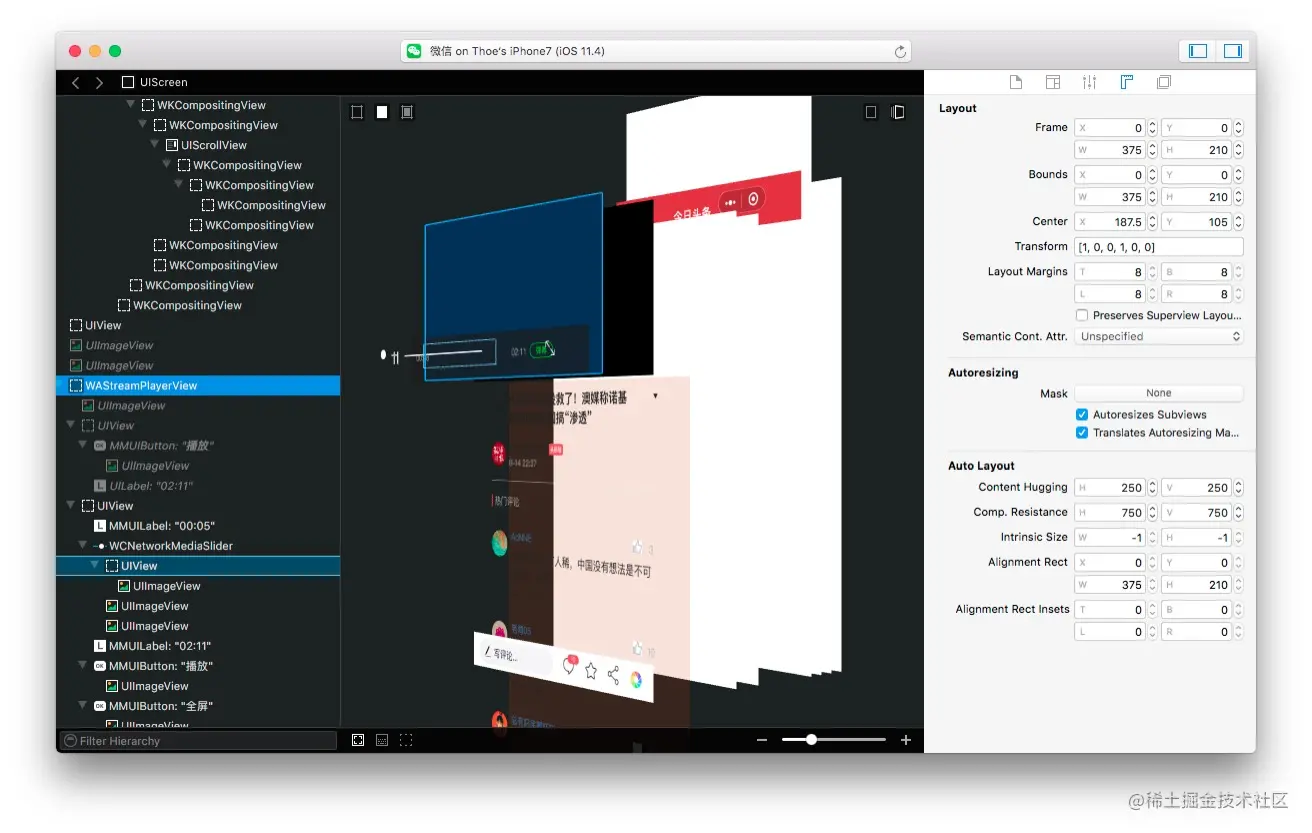 微信 on Thoe's iPhone7 (iOS 11.4)
UIScreen
WKCompositingView
WKCompositingView
UIScrollView
WKCompositingView
WKCompositingView
WKCompositingView
WKCompositingView
WKCompositingView
WKCompositingView
WKCompositingView
WKCompositingView
UIView
UIImageView
UIImageView
WAStreamPlayerView
UIImageView
UIView
OK MMUIButton: "播放"
UIImageView
L UILabel: "02:11"
UIView
L MMUILabel: "00:05"
WCNetworkMediaSlider
UIView
UIImageView
UIImageView
UIImageView
L MMUILabel: "02:11"
OK MMUIButton: "播放"
UIImageView
OK MMUIButton: "全屏"
UIImageView
Filter Hierarchy
今日头条
02:11
救了！澳媒称诺基
搞“渗透”
热门评论
3
人稀，中国没有想法是不可
10
写评论...
Layout
Frame X 0 Y 0
W 375 H 210
Bounds X 0 Y 0
W 375 H 210
Center X 187.5 Y 105
Transform [1, 0, 0, 1, 0, 0]
Layout Margins T 8 B 8
L 8 R 8
Preserves Superview Layou...
Semantic Cont. Attr. Unspecified
Autoresizing
Mask None
Autoresizes Subviews
Translates Autoresizing Ma...
Auto Layout
Content Hugging H 250 V 250
Comp. Resistance H 750 V 750
Intrinsic Size W -1 H -1
Alignment Rect X 0 Y 0
W 375 H 210
Alignment Rect Insets T 0 B 0
L 0 R 0
@稀土掘金技术社区